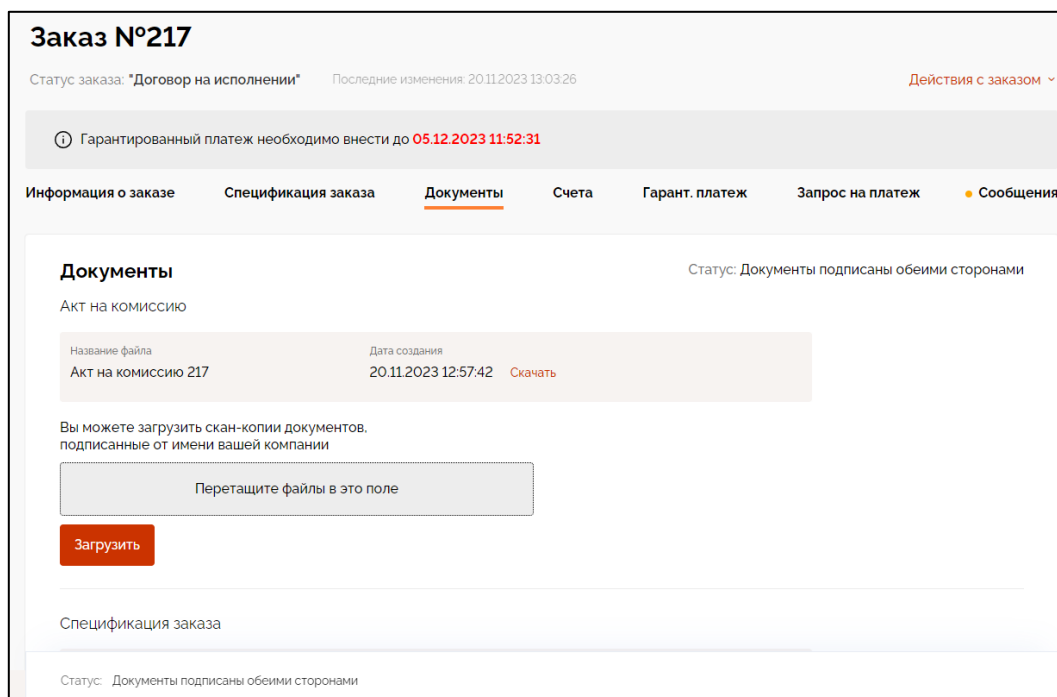 Заказ №217
Статус заказа: "Договор на исполнении" Последние изменения: 20.11.2023 13:03:26 Действия с заказом
Гарантированный платеж необходимо внести до 05.12.2023 11:52:31
Информация о заказе Спецификация заказа Документы Счета Гарант. платеж Запрос на платеж Сообщения
Документы Статус: Документы подписаны обеими сторонами
Акт на комиссию
Название файла Дата создания
Акт на комиссию 217 20.11.2023 12:57:42 Скачать
Вы можете загрузить скан-копии документов,
подписанные от имени вашей компании
Перетащите файлы в это поле
Загрузить
Спецификация заказа
Статус: Документы подписаны обеими сторонами